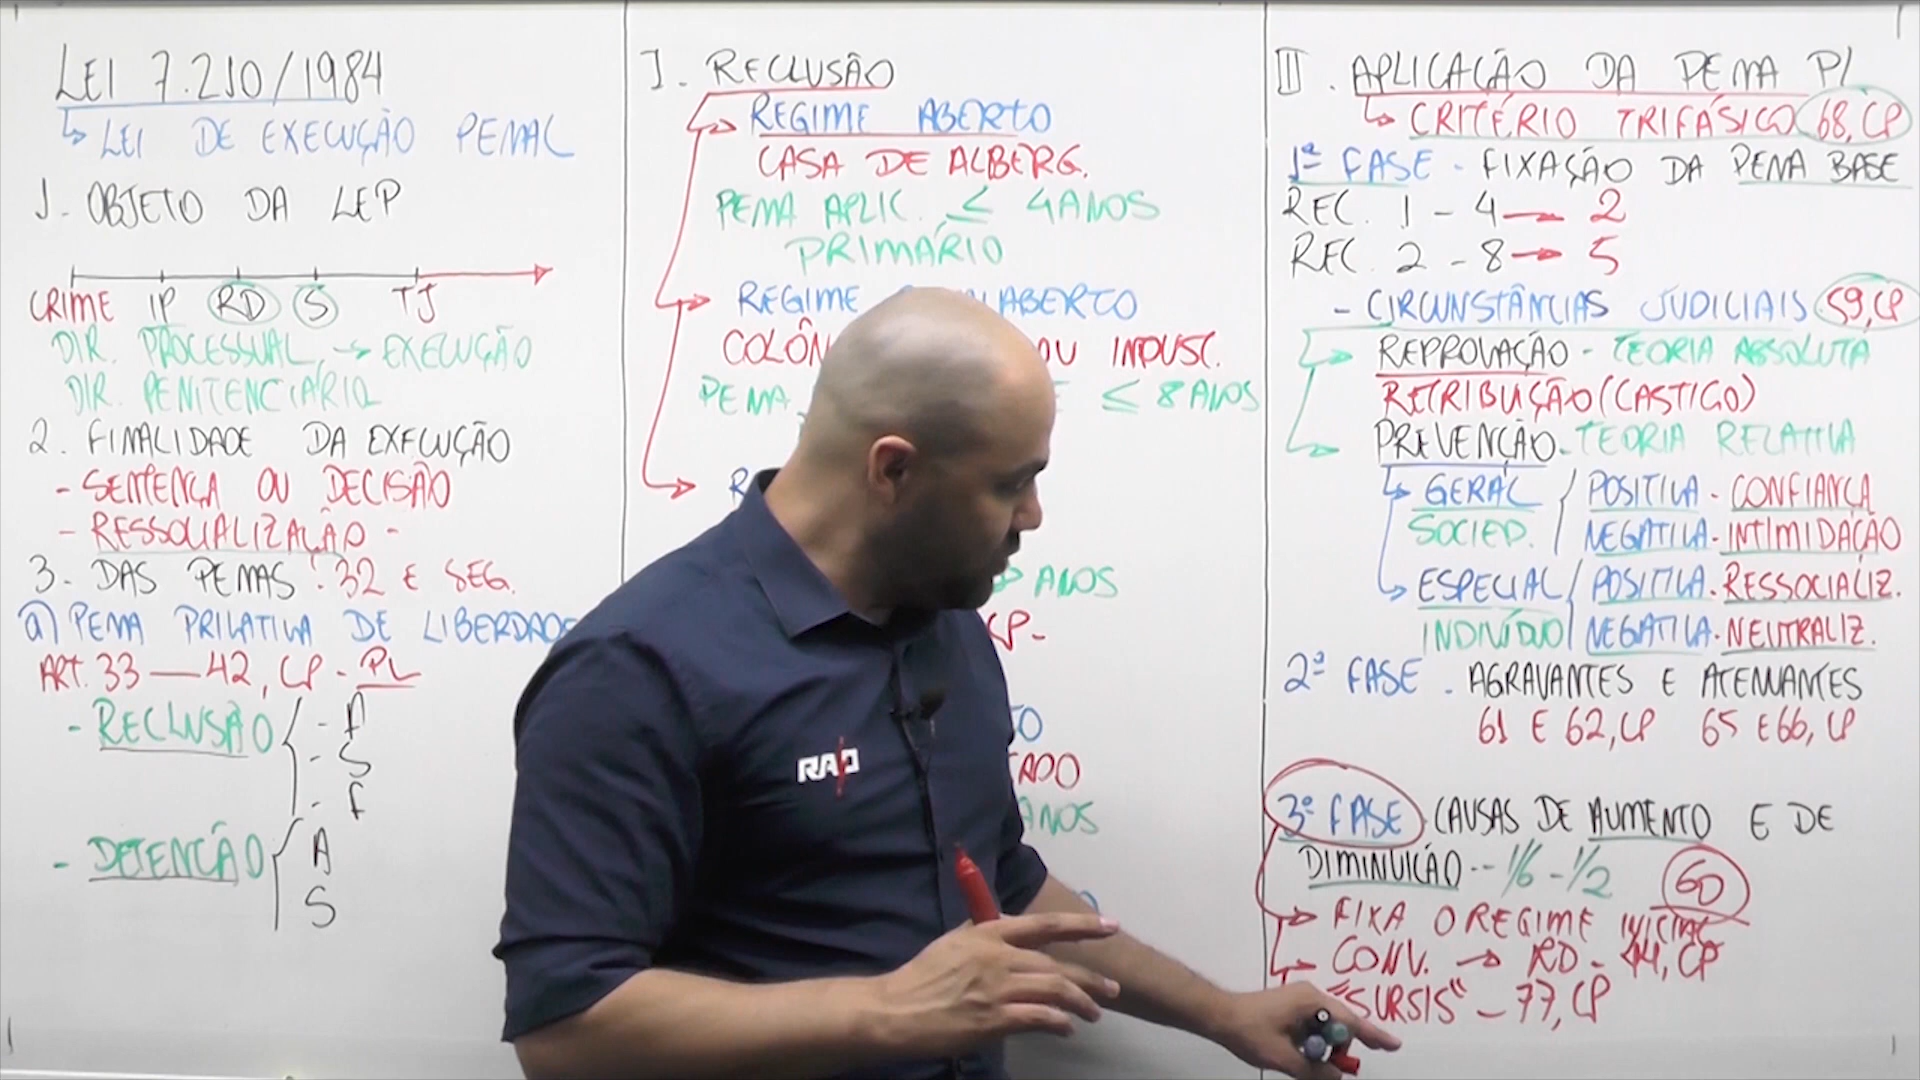 LEI 7.210/1984
LEI DE EXECUÇÃO PENAL
1. OBJETO DA LEP
CRIME IP RD S TJ
DIR. PROCESSUAL → EXECUÇÃO
DIR. PENITENCIÁRIO
2. FINALIDADE DA EXECUÇÃO
- SENTENÇA OU DECISÃO
- RESSOCIALIZAÇÃO -
3. DAS PENAS: 32 E SEG.
a) PENA PRIVATIVA DE LIBERDADE
ART. 33 — 42, CP - PL
- RECLUSÃO
- A
- S
- F
- DETENÇÃO
A
S
I. RECLUSÃO
REGIME ABERTO
CASA DE ALBERG.
PENA APLIC. ≤ 4 ANOS
PRIMÁRIO
REGIME ABERTO
OU INDUST.
PENA ≤ 8 ANOS
R
ANOS
CP-
ANOS
II. APLICAÇÃO DA PENA P/
CRITÉRIO TRIFÁSICO 68, CP
1ª FASE - FIXAÇÃO DA PENA BASE
REC. 1 - 4 → 2
REC. 2 - 8 → 5
- CIRCUNSTÂNCIAS JUDICIAIS 59, CP
REPROVAÇÃO - TEORIA ABSOLUTA
RETRIBUIÇÃO (CASTIGO)
PREVENÇÃO - TEORIA RELATIVA
GERAL POSITIVA - CONFIANÇA
SOCIED. NEGATIVA - INTIMIDAÇÃO
ESPECIAL POSITIVA - RESSOCIALIZ.
INDIVÍDUO NEGATIVA - NEUTRALIZ.
2ª FASE - AGRAVANTES E ATENUANTES
61 E 62, CP 65 E 66, CP
3ª FASE CAUSAS DE AUMENTO E DE
DIMINUIÇÃO - - 1/6 - 1/2 6D
FIXA O REGIME INICIAL
CONV. → RD - 44, CP
"SURSIS" - 77, CP
RAD